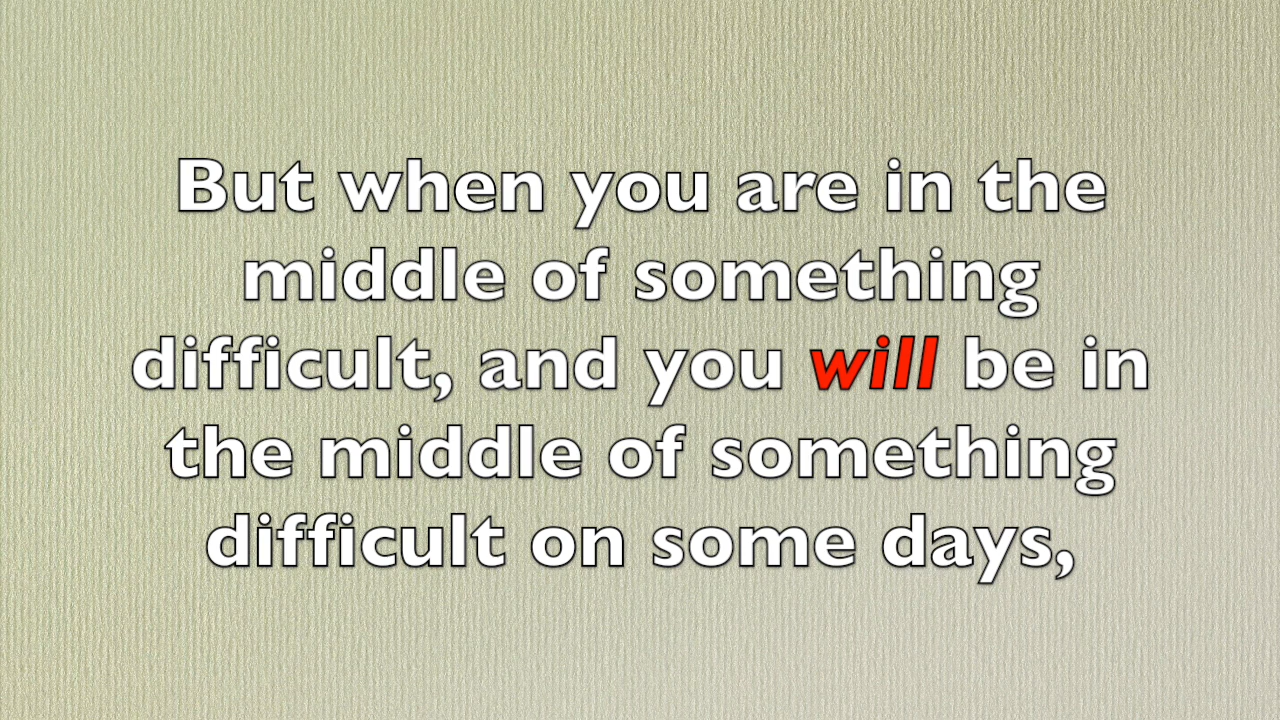 But when you are in the
middle of something
difficult, and you will be in
the middle of something
difficult on some days,